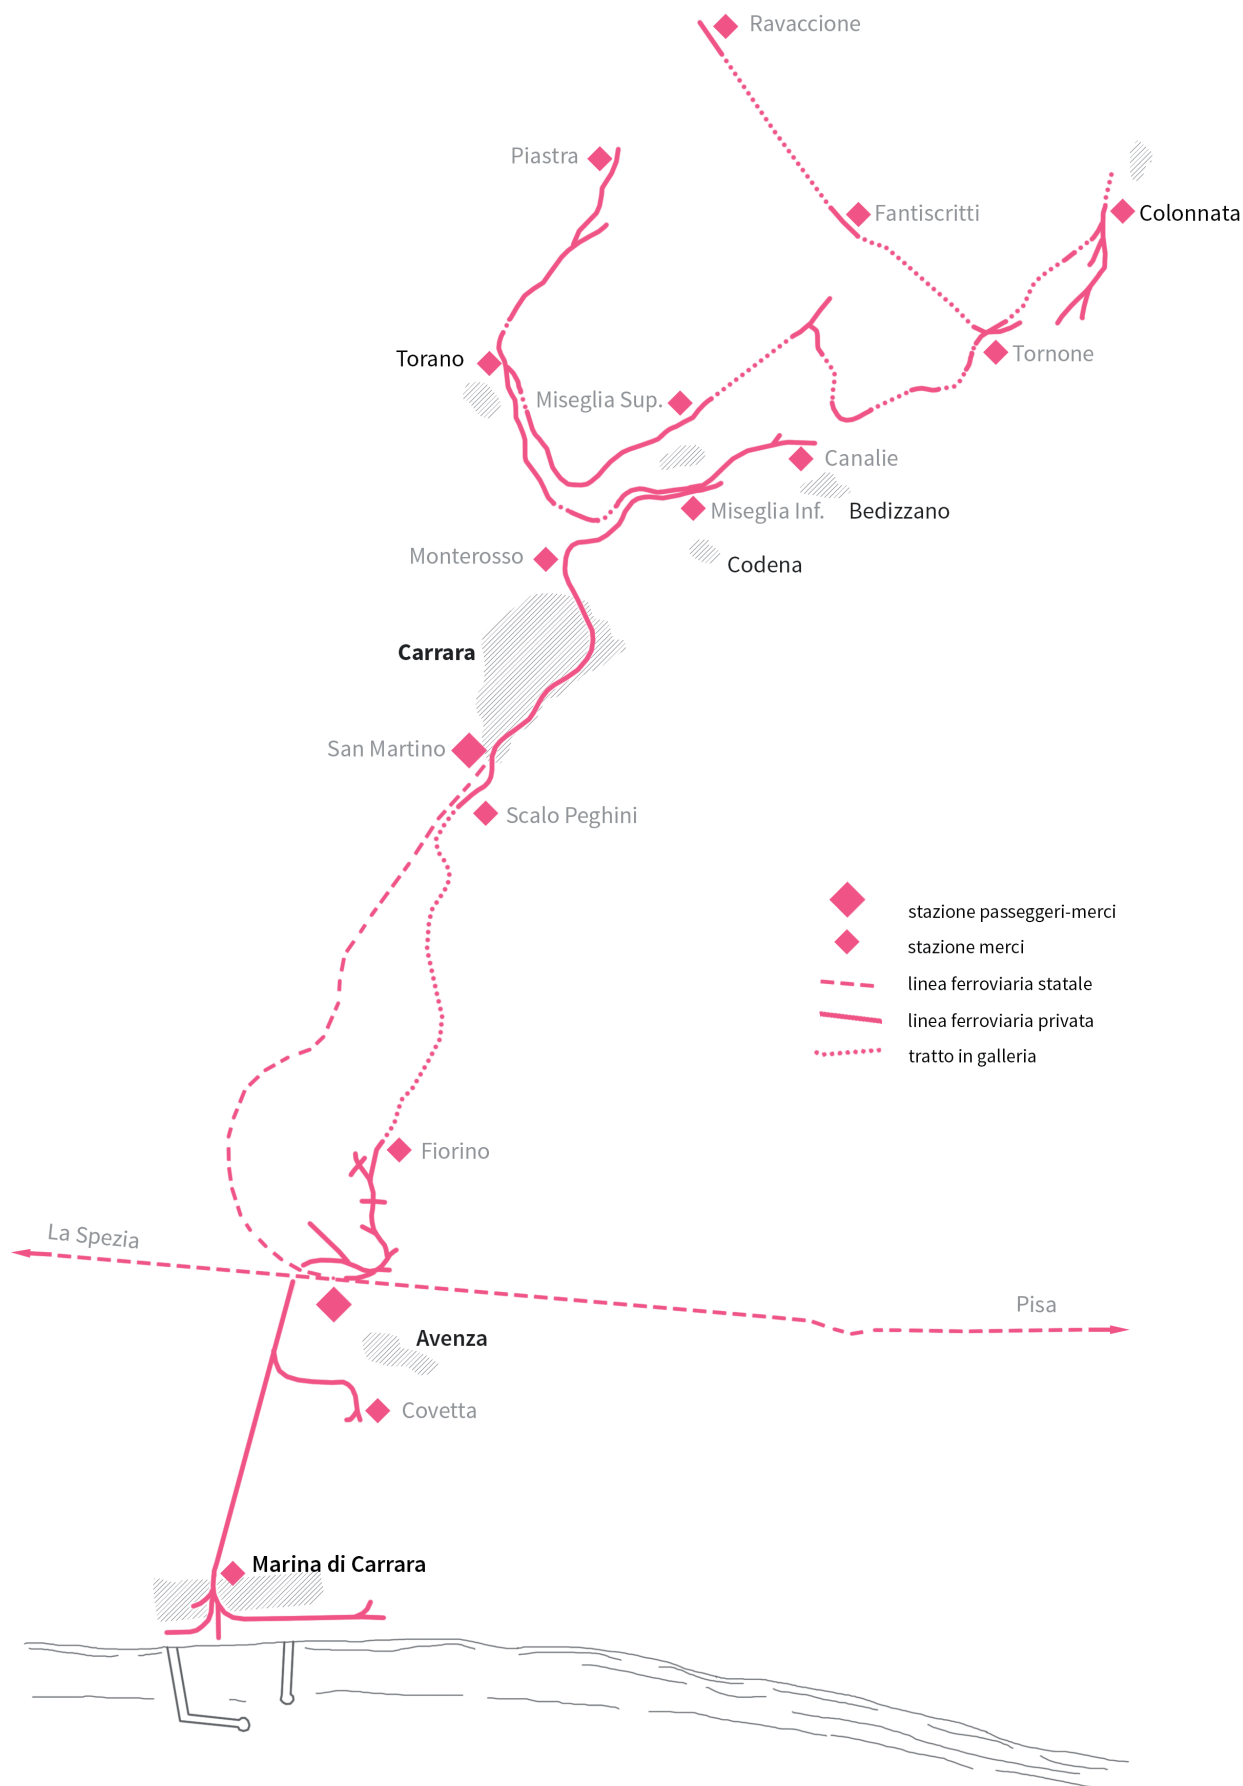 Ravaccione
Piastra
Fantiscritti
Colonnata
Torano
Tornone
Miseglia Sup.
Canalie
Miseglia Inf.
Bedizzano
Monterosso
Codena
Carrara
San Martino
Scalo Peghini
stazione passeggeri-merci
stazione merci
linea ferroviaria statale
linea ferroviaria privata
tratto in galleria
Fiorino
La Spezia
Pisa
Avenza
Covetta
Marina di Carrara